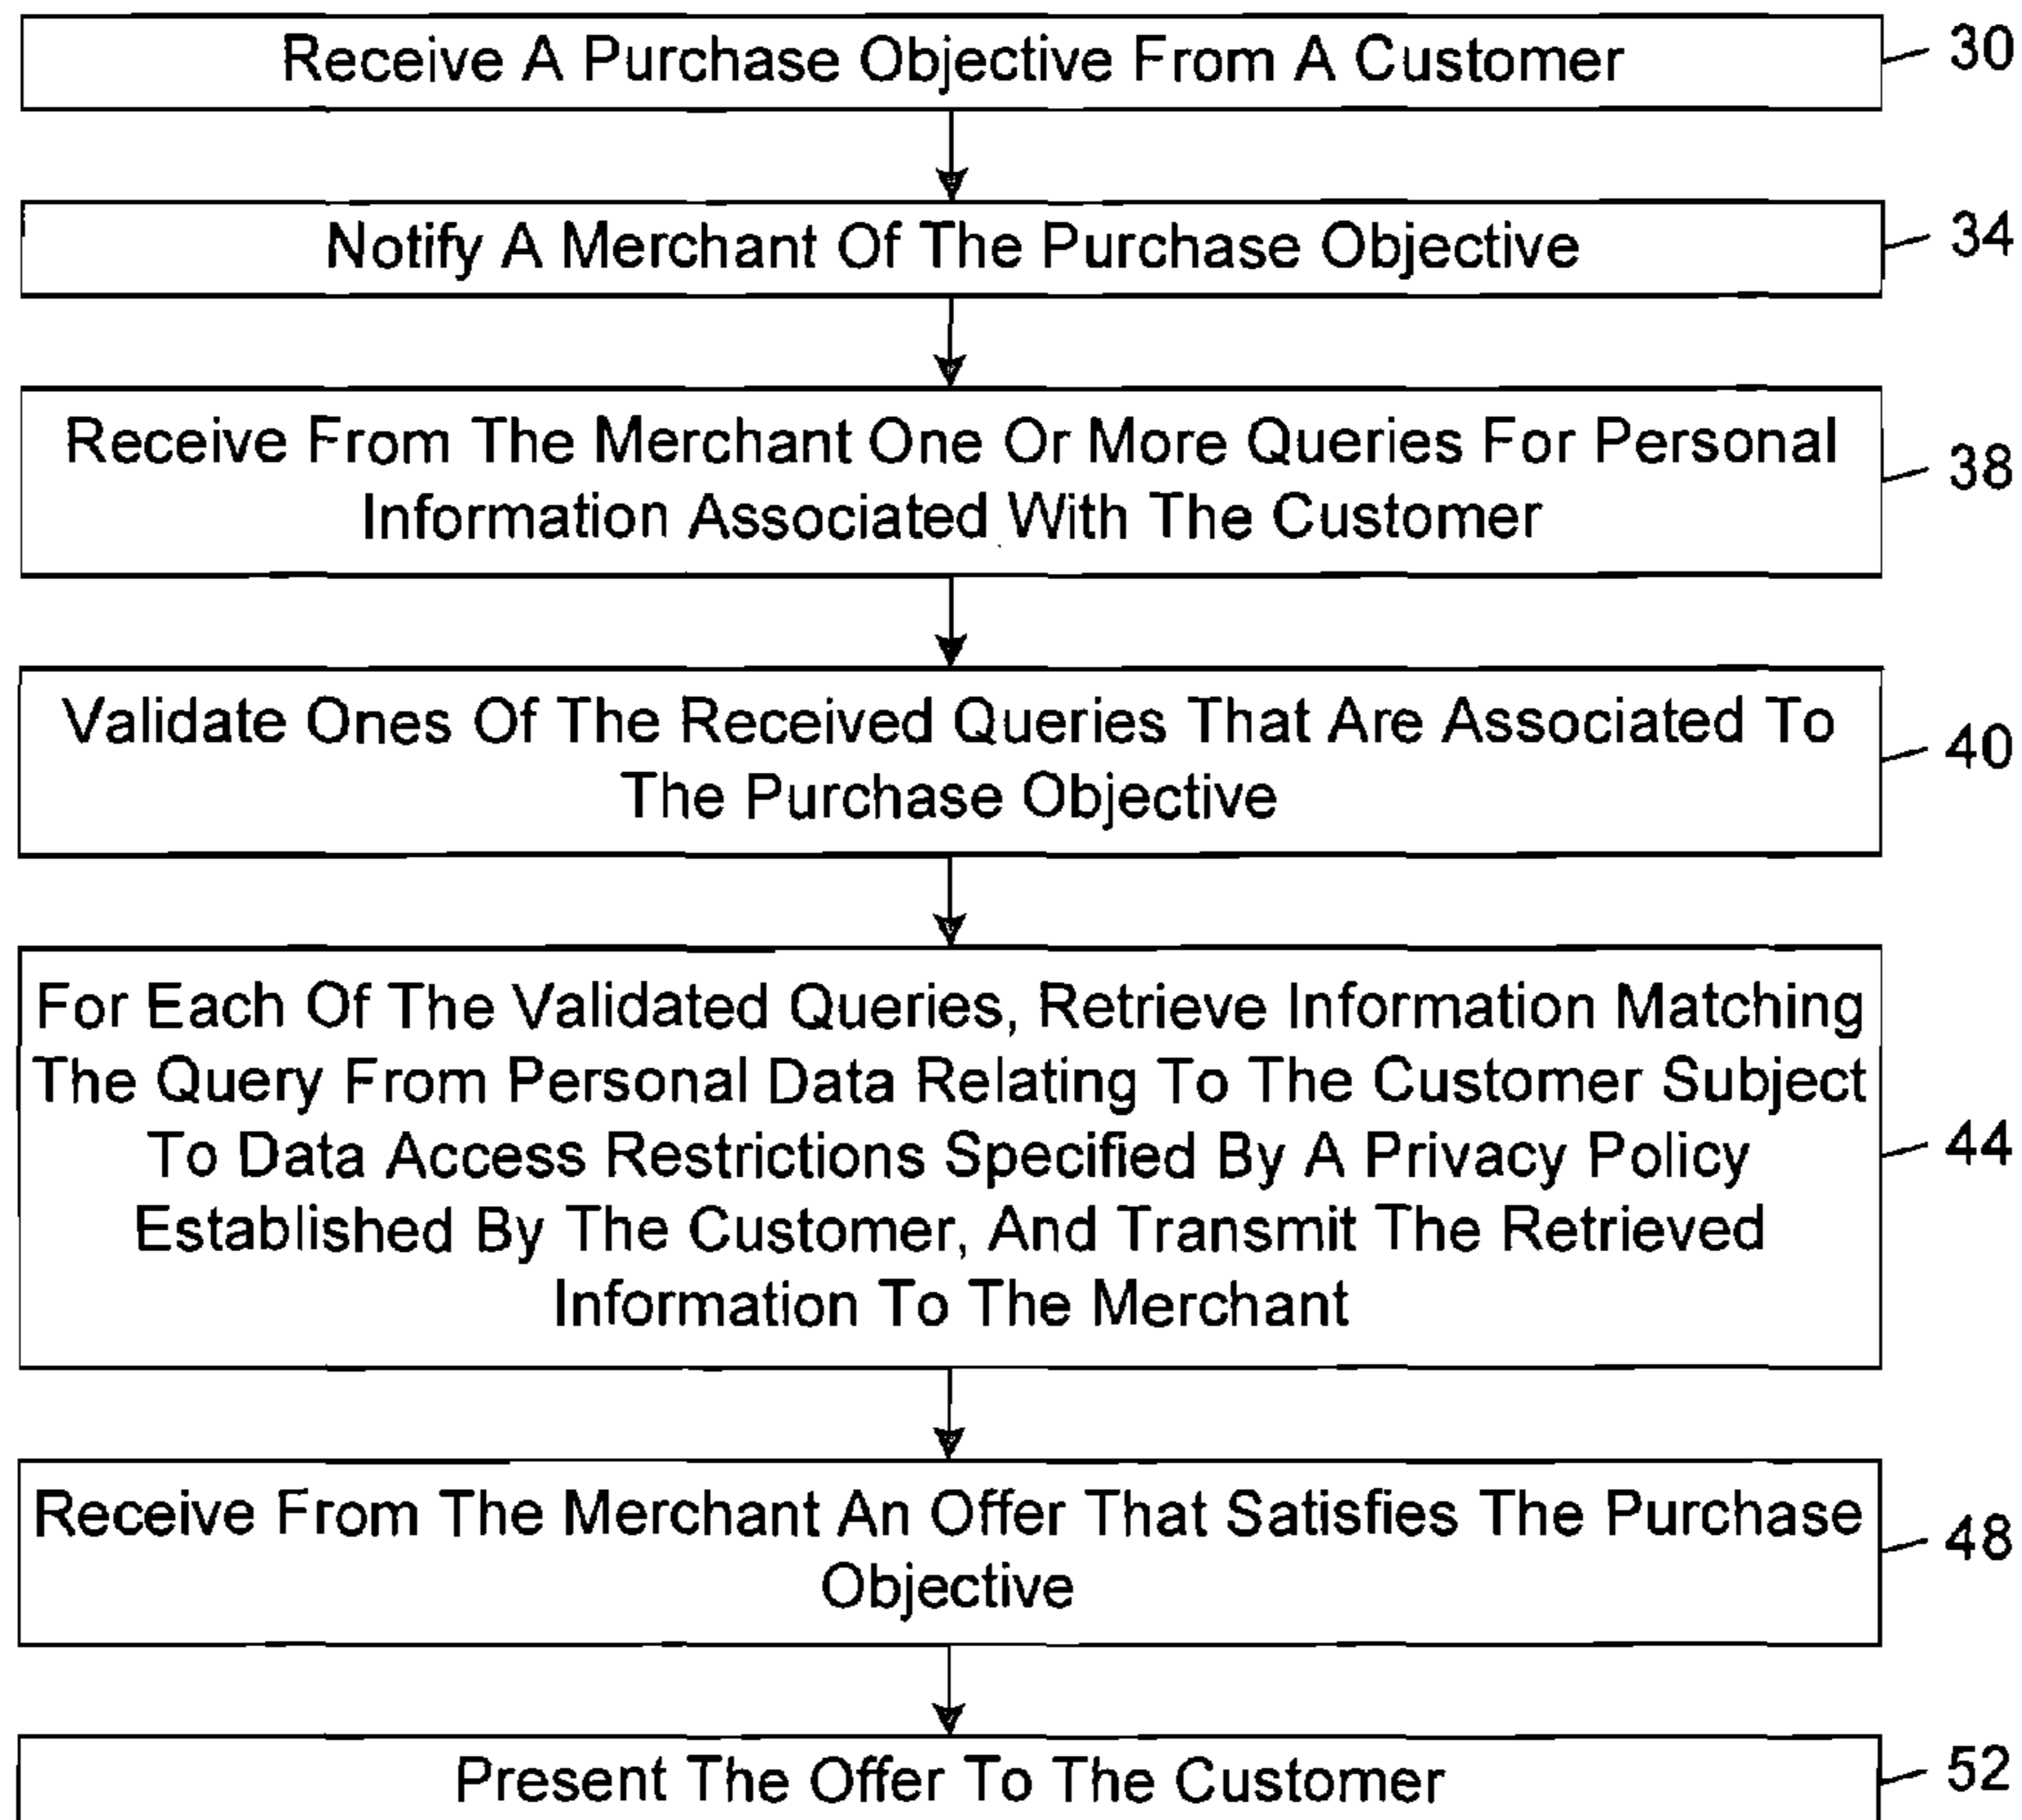 Receive A Purchase Objective From A Customer
30
Notify A Merchant Of The Purchase Objective
34
Receive From The Merchant One Or More Queries For Personal
Information Associated With The Customer
38
Validate Ones Of The Received Queries That Are Associated To
The Purchase Objective
40
For Each Of The Validated Queries, Retrieve Information Matching
The Query From Personal Data Relating To The Customer Subject
To Data Access Restrictions Specified By A Privacy Policy
Established By The Customer, And Transmit The Retrieved
Information To The Merchant
44
Receive From The Merchant An Offer That Satisfies The Purchase
Objective
48
Present The Offer To The Customer
52